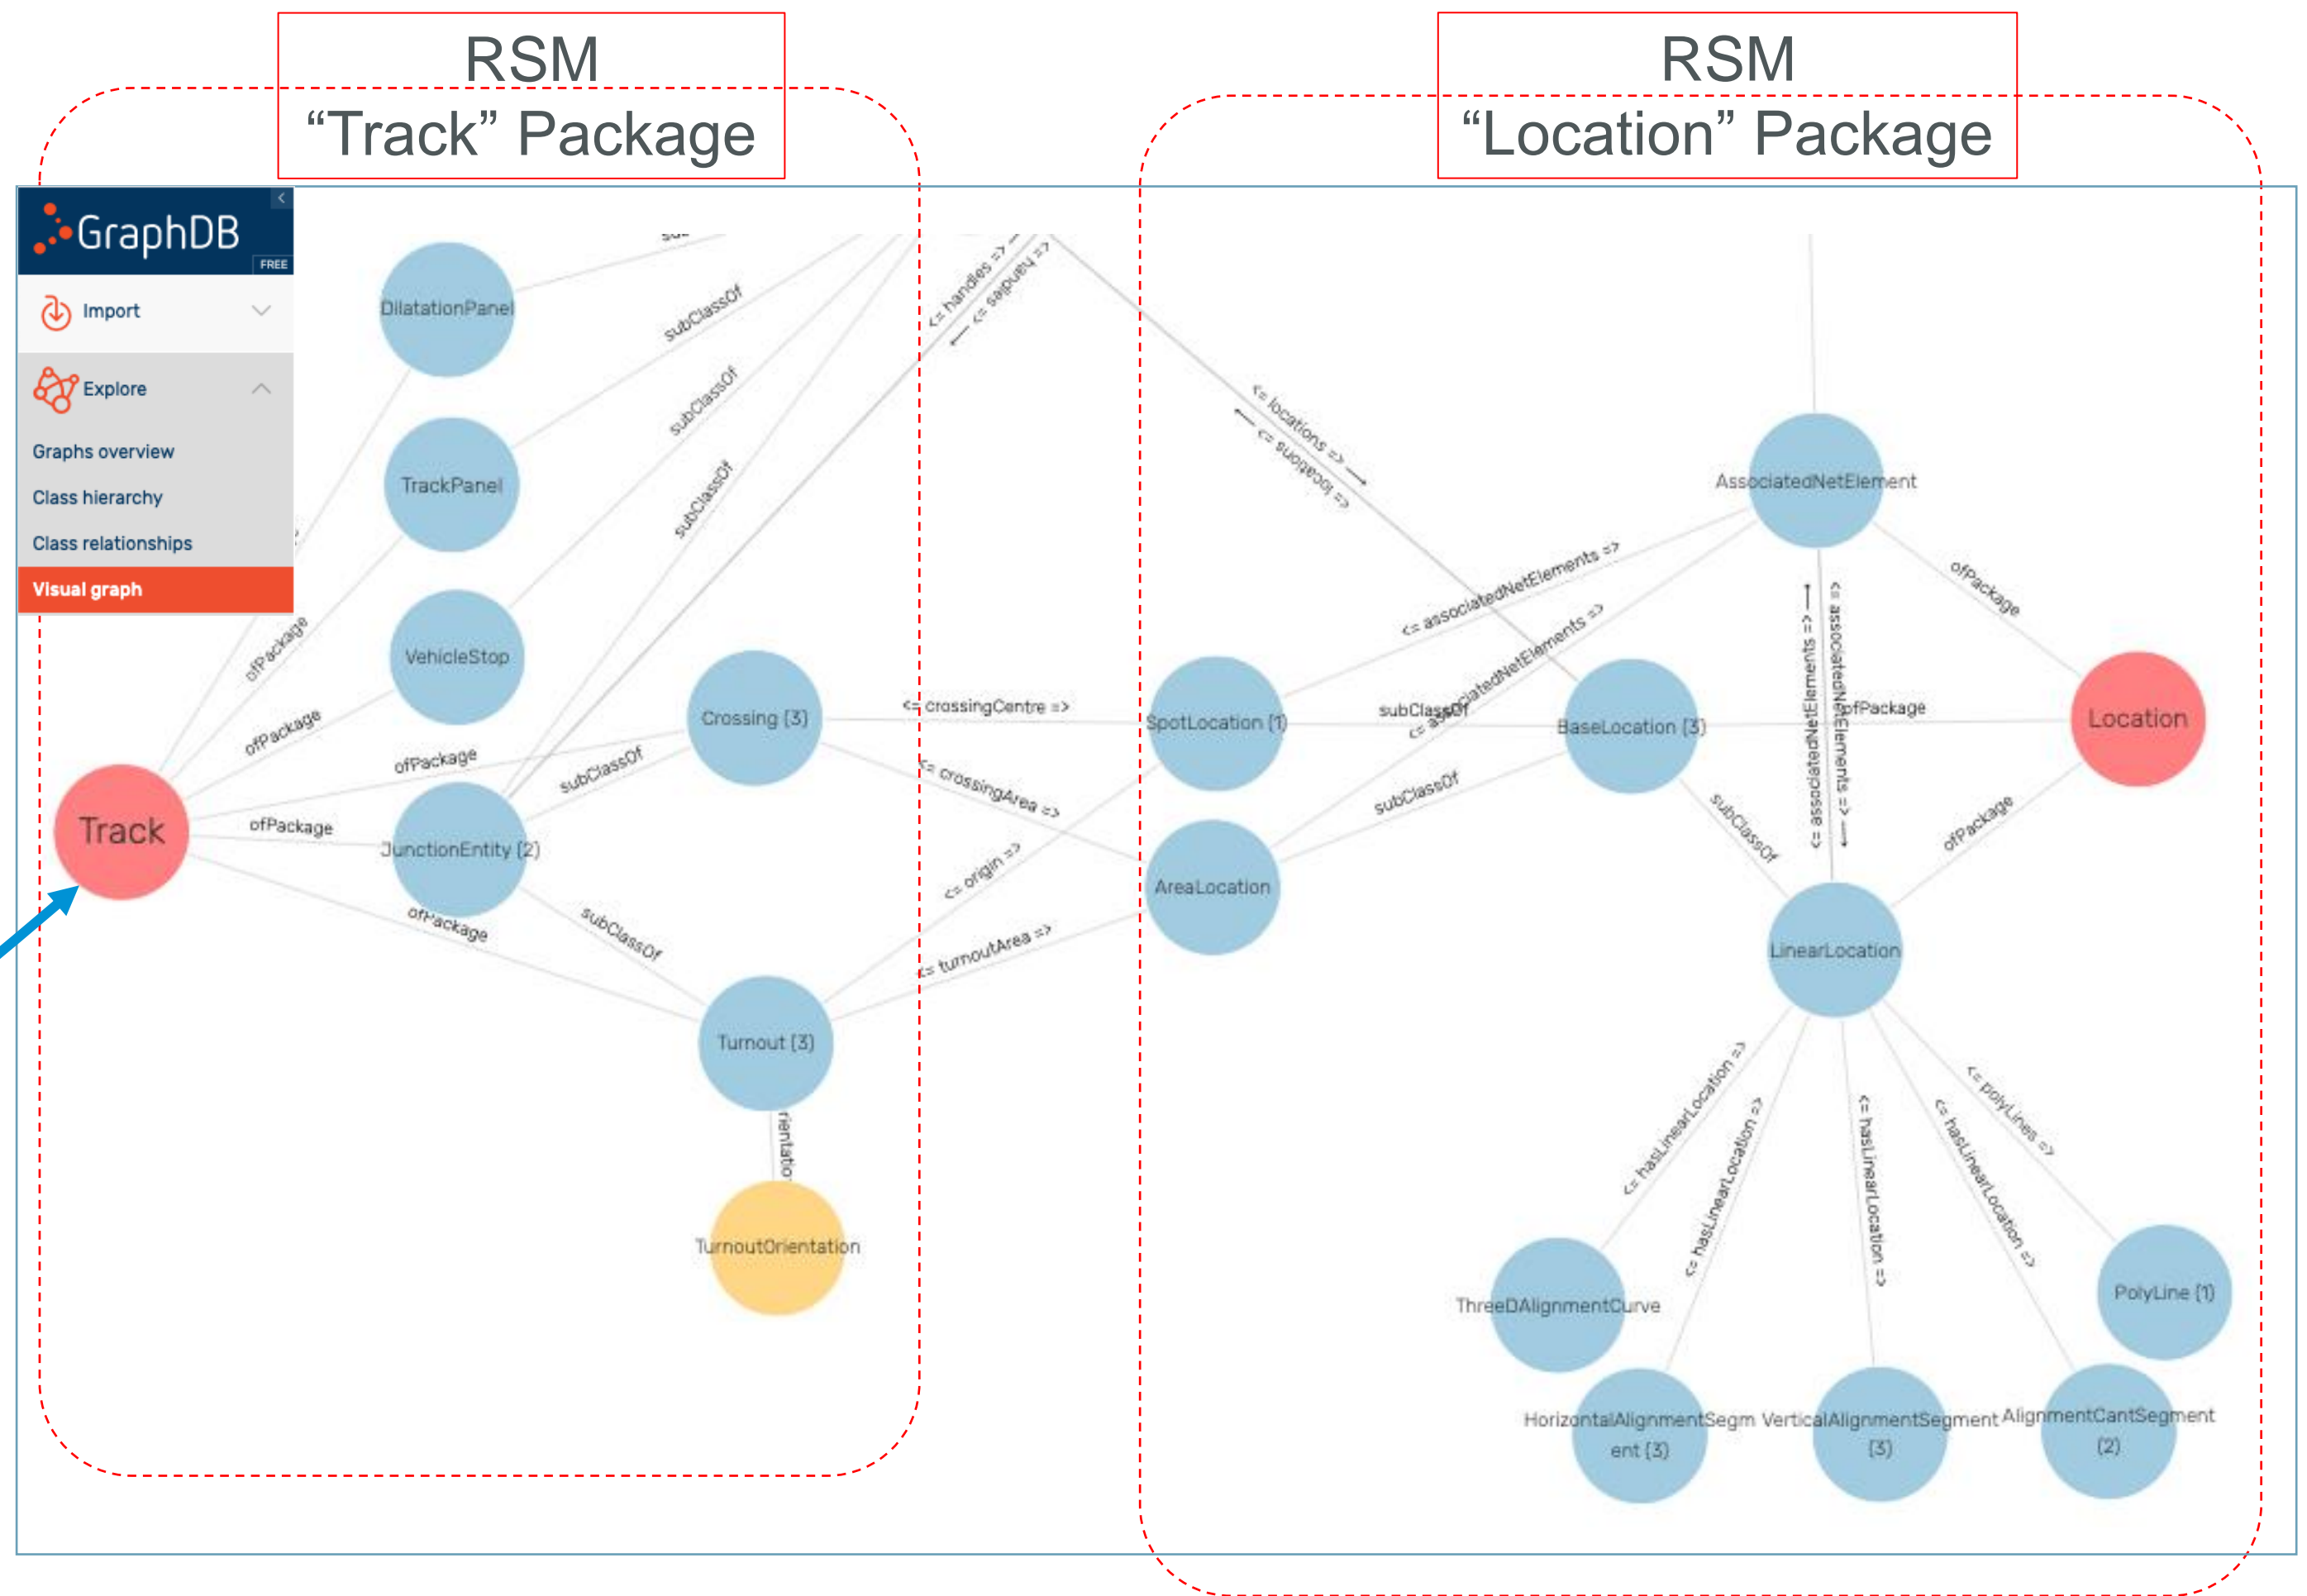 RSM
“Track” Package
RSM
“Location” Package
GraphDB
FREE
Import
Explore
Graphs overview
Class hierarchy
Class relationships
Visual graph
DilatationPanel
TrackPanel
VehicleStop
Track
JunctionEntity (2)
Crossing (3)
Turnout (3)
TurnoutOrientation
subClassOf
subClassOf
subClassOf
<= handles =>
<= handles =>
ofPackage
ofPackage
ofPackage
ofPackage
ofPackage
subClassOf
subClassOf
<= crossingCentre =>
<= crossingArea =>
<= origin =>
<= turnoutArea =>
<= locations =>
<= locations =>
SpotLocation (1)
AreaLocation
BaseLocation (3)
AssociatedNetElement
Location
LinearLocation
<= associatedNetElements =>
<= associatedNetElements =>
<= associatedNetElements =>
<= associatedNetElements =>
subClassOf
subClassOf
subClassOf
ofPackage
ofPackage
ofPackage
<= hasLinearLocation =>
<= hasLinearLocation =>
<= hasLinearLocation =>
<= hasLinearLocation =>
<= polyLines =>
ThreeDAlignmentCurve
HorizontalAlignmentSegm
ent (3)
VerticalAlignmentSegment
(3)
AlignmentCantSegment
(2)
PolyLine (1)